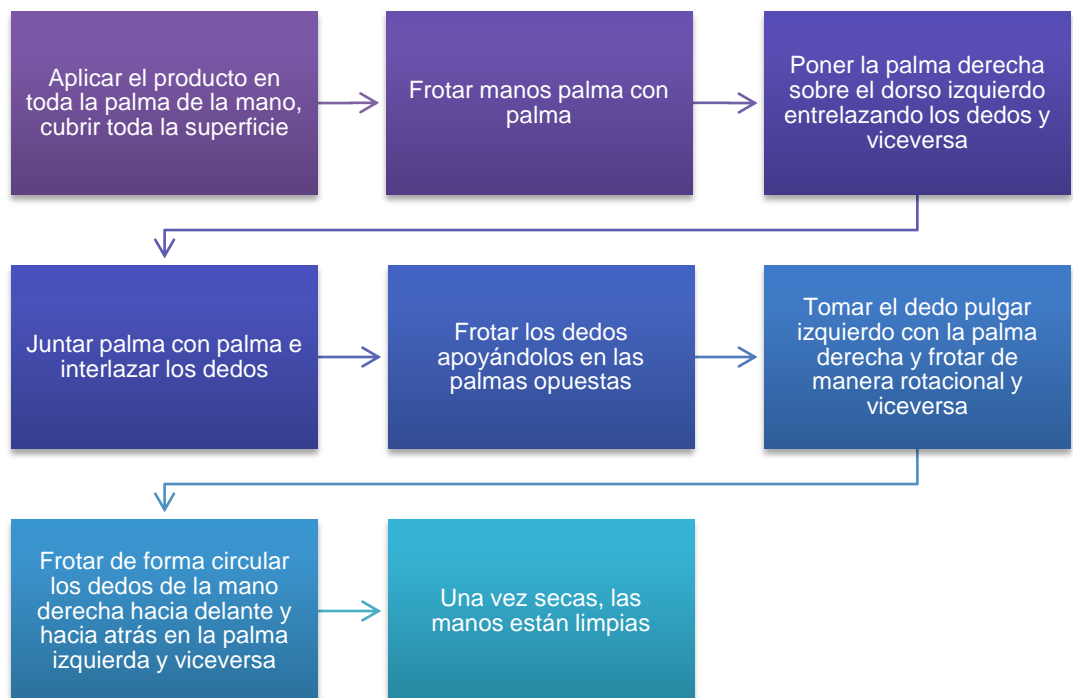 Aplicar el producto en
toda la palma de la mano,
cubrir toda la superficie
Frotar manos palma con
palma
Poner la palma derecha
sobre el dorso izquierdo
entrelazando los dedos y
viceversa
Juntar palma con palma e
interlazar los dedos
Frotar los dedos
apoyándolos en las
palmas opuestas
Tomar el dedo pulgar
izquierdo con la palma
derecha y frotar de
manera rotacional y
viceversa
Frotar de forma circular
los dedos de la mano
derecha hacia delante y
hacia atrás en la palma
izquierda y viceversa
Una vez secas, las
manos están limpias